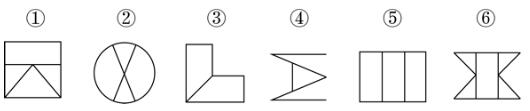 ① ② ③ ④ ⑤ ⑥